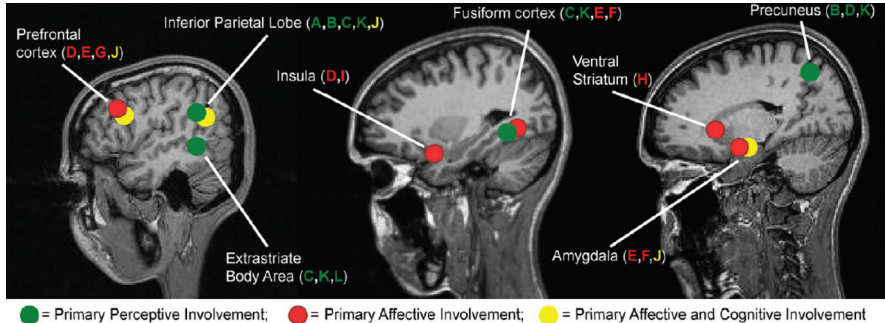 Prefrontal
cortex (D,E,G,J)
Inferior Parietal Lobe (A,B,C,K,J)
Extrastriate
Body Area (C,K,L)
Insula (D,I)
Fusiform cortex (C,K,E,F)
Precuneus (B,D,K)
Ventral
Striatum (H)
Amygdala (E,F,J)
= Primary Perceptive Involvement; = Primary Affective Involvement; = Primary Affective and Cognitive Involvement